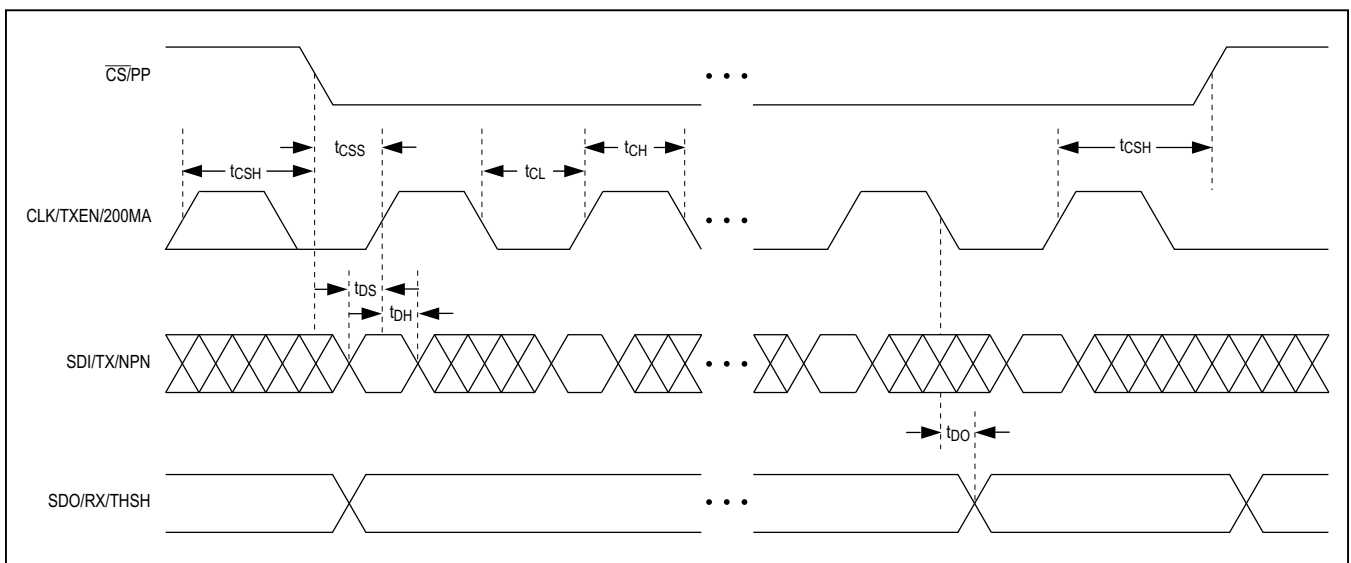 CS/PP
tCSS
tCH
tCSH
tCSH
tCL
CLK/TXEN/200MA
tDS
tDH
SDI/TX/NPN
tDO
SDO/RX/THSH